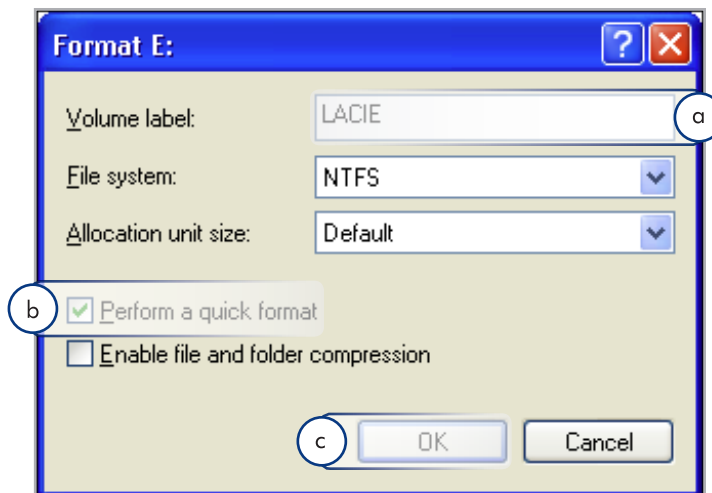 Format E:
Volume label: LACIE a
File system: NTFS
Allocation unit size: Default
b Perform a quick format
Enable file and folder compression
c OK Cancel